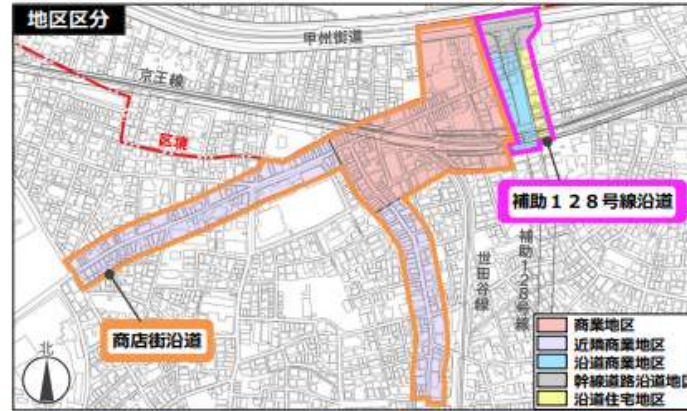 地区区分
甲州街道
京王線
区境
補助128号線沿道
世田谷線
補助128号線
商店街沿道
北
商業地区
近隣商業地区
沿道商業地区
幹線道路沿道地区
沿道住宅地区